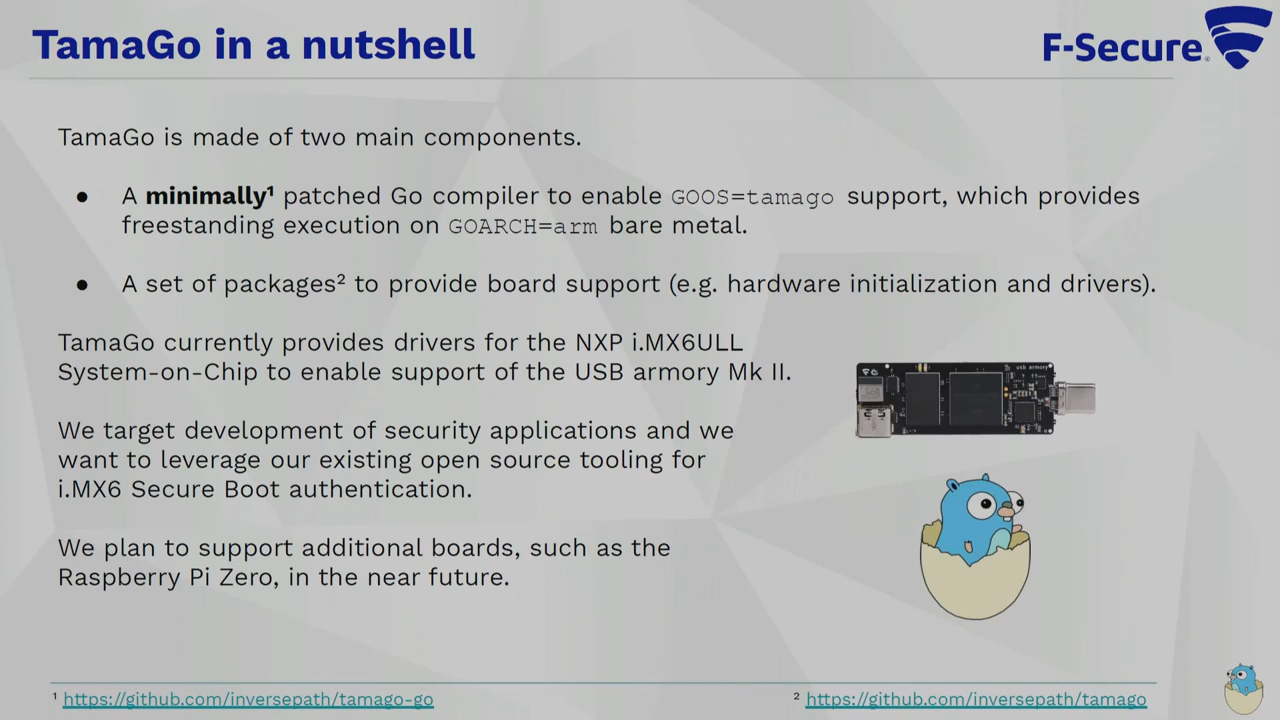 TamaGo in a nutshell
F-Secure®
TamaGo is made of two main components.
● A minimally¹ patched Go compiler to enable GOOS=tamago support, which provides
freestanding execution on GOARCH=arm bare metal.
● A set of packages² to provide board support (e.g. hardware initialization and drivers).
TamaGo currently provides drivers for the NXP i.MX6ULL
System-on-Chip to enable support of the USB armory Mk II.
usb armory
We target development of security applications and we
want to leverage our existing open source tooling for
i.MX6 Secure Boot authentication.
We plan to support additional boards, such as the
Raspberry Pi Zero, in the near future.
¹ https://github.com/inversepath/tamago-go
² https://github.com/inversepath/tamago